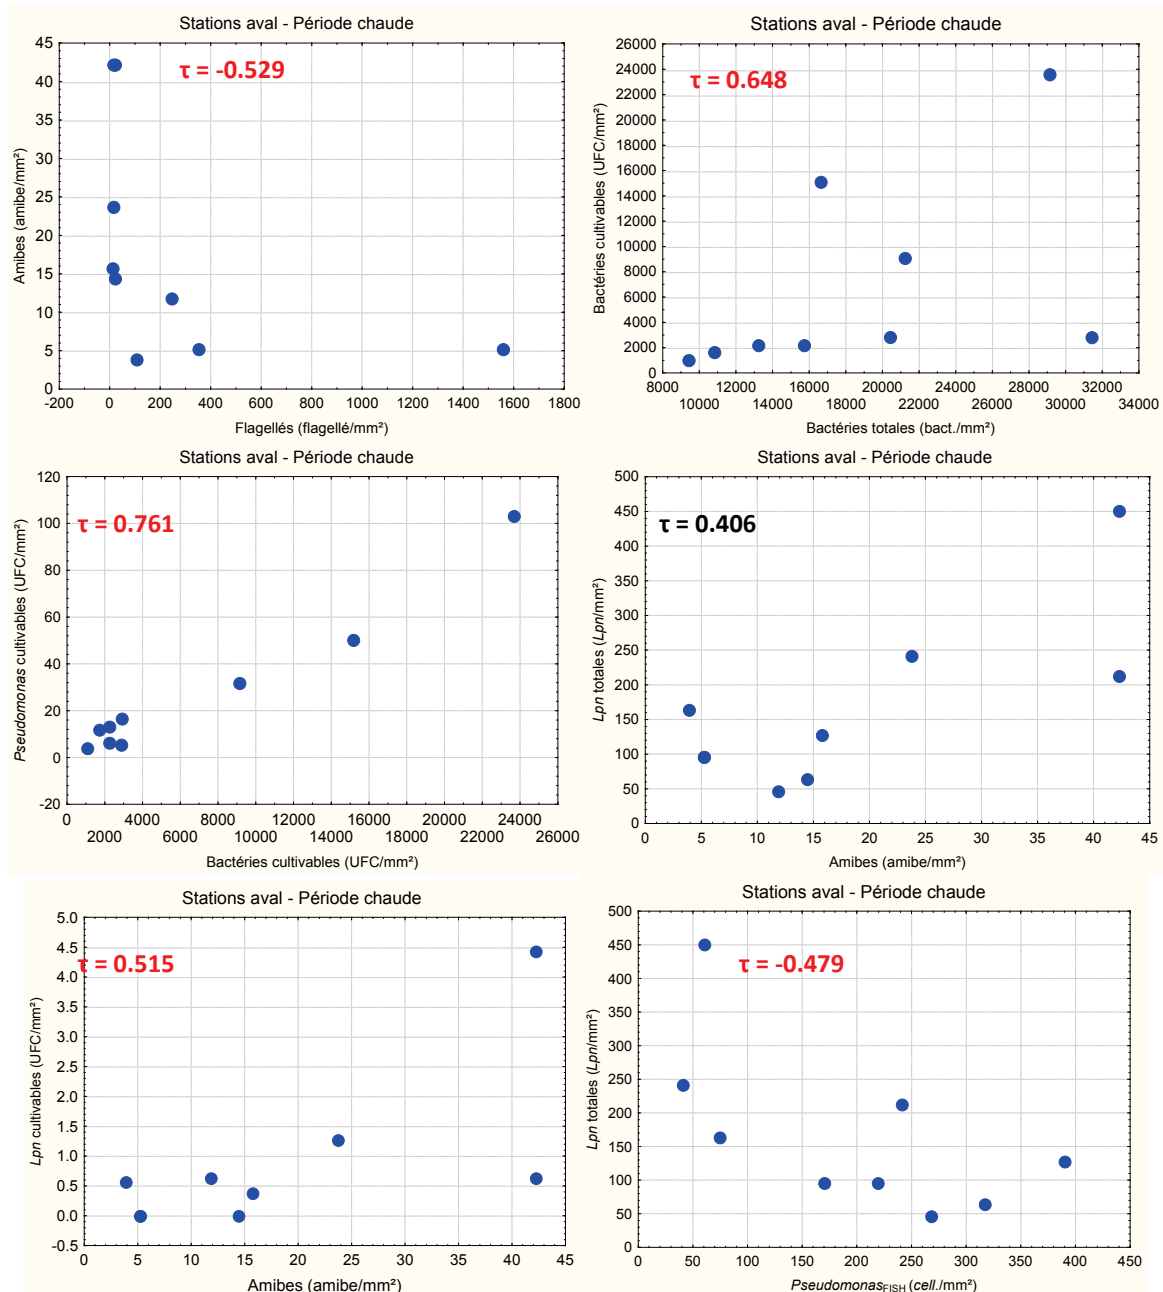 Stations aval - Période chaude
τ = -0.529
45
40
35
30
25
20
15
10
5
0
Amibes (amibe/mm²)
-200 0 200 400 600 800 1000 1200 1400 1600 1800
Flagellés (flagellé/mm²)
Stations aval - Période chaude
τ = 0.648
26000
24000
22000
20000
18000
16000
14000
12000
10000
8000
6000
4000
2000
0
Bactéries cultivables (UFC/mm²)
8000 12000 16000 20000 24000 28000 32000
10000 14000 18000 22000 26000 30000 34000
Bactéries totales (bact./mm²)
Stations aval - Période chaude
τ = 0.761
120
100
80
60
40
20
0
-20
Pseudomonas cultivables (UFC/mm²)
0 4000 8000 12000 16000 20000 24000
2000 6000 10000 14000 18000 22000 26000
Bactéries cultivables (UFC/mm²)
Stations aval - Période chaude
τ = 0.406
500
450
400
350
300
250
200
150
100
50
0
Lpn totales (Lpn/mm²)
0 5 10 15 20 25 30 35 40 45
Amibes (amibe/mm²)
Stations aval - Période chaude
τ = 0.515
5.0
4.5
4.0
3.5
3.0
2.5
2.0
1.5
1.0
0.5
0.0
-0.5
Lpn cultivables (UFC/mm²)
0 5 10 15 20 25 30 35 40 45
Amibes (amibe/mm²)
Stations aval - Période chaude
τ = -0.479
500
450
400
350
300
250
200
150
100
50
0
Lpn totales (Lpn/mm²)
0 50 100 150 200 250 300 350 400 450
Pseudomonas FISH (cell./mm²)